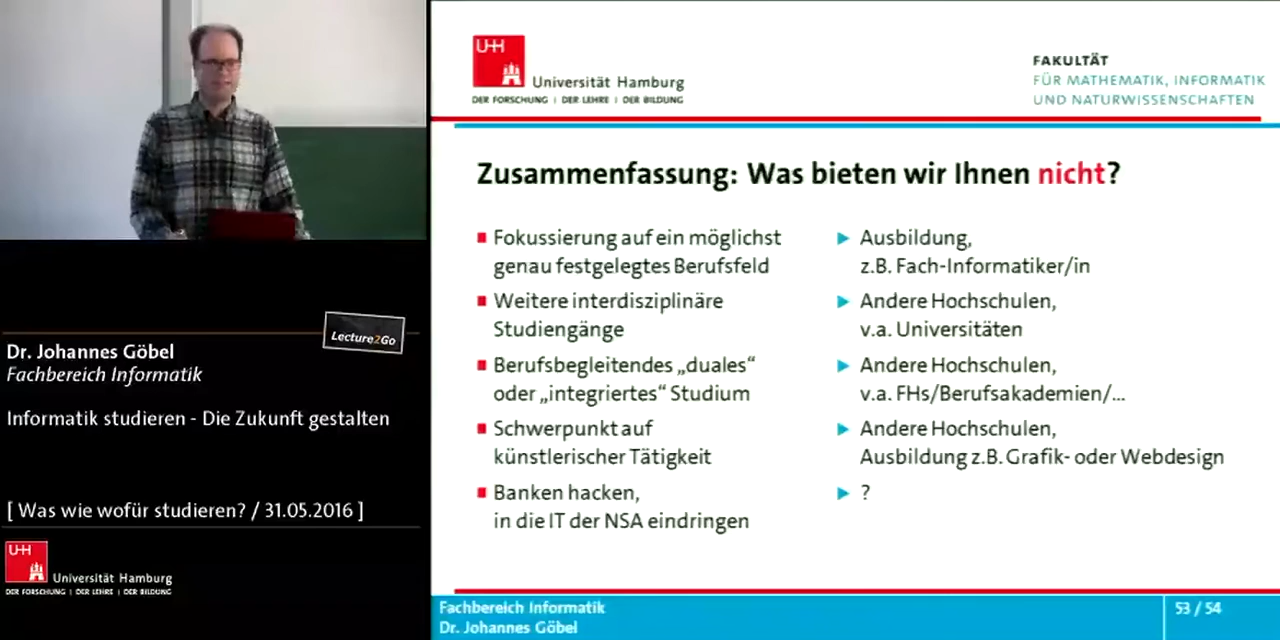 Lecture2Go
Dr. Johannes Göbel
Fachbereich Informatik
Informatik studieren - Die Zukunft gestalten
[ Was wie wofür studieren? / 31.05.2016 ]
UH
Universität Hamburg
DER FORSCHUNG | DER LEHRE | DER BILDUNG
UH
Universität Hamburg
DER FORSCHUNG | DER LEHRE | DER BILDUNG
FAKULTÄT
FÜR MATHEMATIK, INFORMATIK
UND NATURWISSENSCHAFTEN
Zusammenfassung: Was bieten wir Ihnen nicht?
Fokussierung auf ein möglichst
genau festgelegtes Berufsfeld
Ausbildung,
z.B. Fach-Informatiker/in
Weitere interdisziplinäre
Studiengänge
Andere Hochschulen,
v.a. Universitäten
Berufsbegleitendes „duales“
oder „integriertes“ Studium
Andere Hochschulen,
v.a. FHs/Berufsakademien/...
Schwerpunkt auf
künstlerischer Tätigkeit
Andere Hochschulen,
Ausbildung z.B. Grafik- oder Webdesign
Banken hacken,
in die IT der NSA eindringen
?
Fachbereich Informatik
Dr. Johannes Göbel
53 / 54